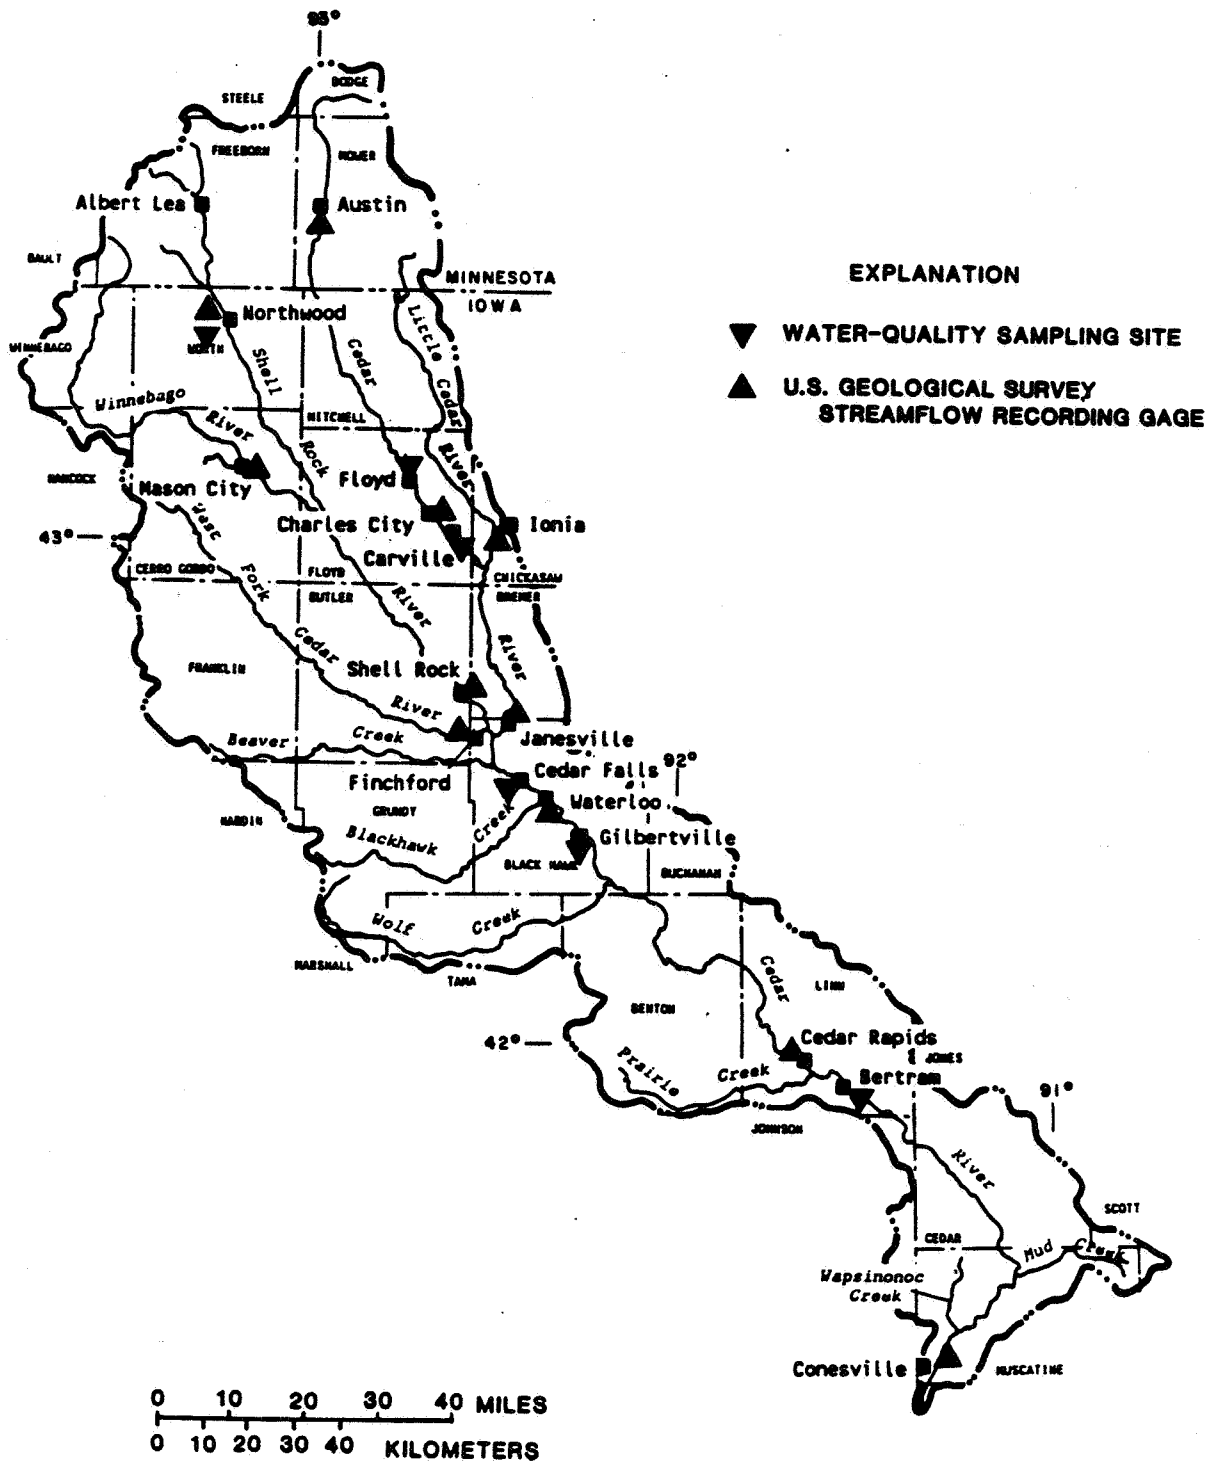 93°
DODGE
STEELE
FREEBORN
MOWER
Albert Lea
Austin
MINNESOTA
IOWA
EXPLANATION
WATER-QUALITY SAMPLING SITE
U.S. GEOLOGICAL SURVEY
STREAMFLOW RECORDING GAGE
Northwood
WORTH
WINNEBAGO
Shell
Cedar
Little Cedar
Winnebago
River
MITCHELL
Rock
River
HANCOCK
Mason City
Floyd
Charles City
Ionia
Carville
43°
West
CERRO GORDO
FLOYD
CHICKASAW
Fork
BUTLER
BREMER
River
Cedar
River
FRANKLIN
Shell Rock
River
Beaver
Creek
Janesville
92°
Cedar Falls
Finchford
Waterloo
HARDIN
GRUNDY
Creek
Blackhawk
Gilbertville
BLACK HAWK
BUCHANAN
Wolf
Creek
MARSHALL
TAMA
Cedar
LINN
BENTON
42°
Cedar Rapids
JONES
Prairie
Creek
Bertram
91°
JOHNSON
River
SCOTT
CEDAR
Mud
Creek
Wapsinonoc
Creek
Conesville
MUSCATINE
0 10 20 30 40 MILES
0 10 20 30 40 KILOMETERS